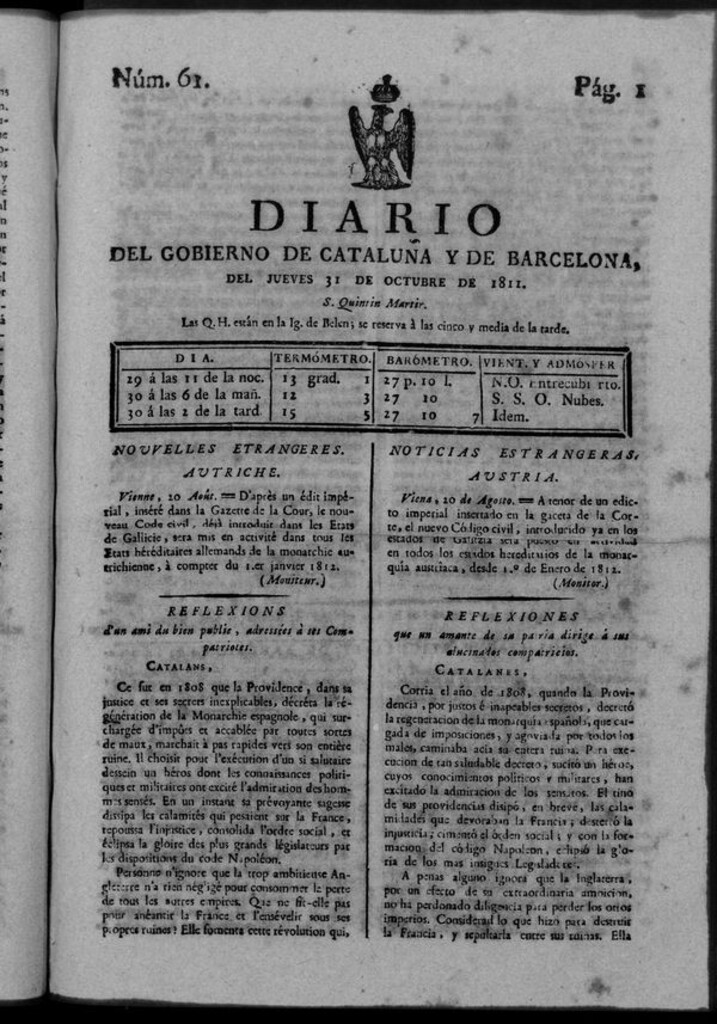 Núm. 61. Pág. 1
DIARIO
DEL GOBIERNO DE CATALUÑA Y DE BARCELONA,
DEL JUEVES 31 DE OCTUBRE DE 1811.
S. Quintin Martir.
Las Q. H. están en la Ig. de Belen; se reserva á las cinco y media de la tarde.
DIA. TERMÓMETRO. BARÓMETRO. VIENT. Y ADMÓSFER
29 á las 11 de la noc. 13 grad. 1 27 p. 10 l. N.O. entrecubi rto.
30 á las 6 de la mañ. 12 3 27 10 S. S. O. Nubes.
30 á las 2 de la tard. 15 5 27 10 7 Idem.
NOUVELLES ETRANGERES.
AUTRICHE.
Vienne, 20 Août. = D'après un édit impé-
rial, inséré dans la Gazette de la Cour, le nou-
veau Code civil, déjà introduit dans les Etats
de Gallicie, sera mis en activité dans tous les
Etats héréditaires allemands de la monarchie au-
trichienne, à compter du 1.er janvier 1812.
(Moniteur.)
REFLEXIONS
d'un ami du bien public, adressées à ses Com-
patriotes.
CATALANS,
Ce fut en 1808 que la Providence, dans sa
justice et ses secrets inexplicables, décréta la ré-
génération de la Monarchie espagnole, qui sur-
chargée d'impôts et accablée par toutes sortes
de maux, marchait à pas rapides vers son entière
ruine. Il choisit pour l'exécution d'un si salutaire
dessein un héros dont les connaissances politi-
ques et militaires ont excité l'admiration des hom-
mes sensés. En un instant sa prévoyante sagesse
dissipa les calamités qui pesaient sur la France,
repoussa l'injustice, consolida l'ordre social, et
éclipsa la gloire des plus grands législateurs par
les dispositions du code Napoléon.
Personne n'ignore que la trop ambitieuse An-
gleterre n'a rien négligé pour consommer la perte
de tous les autres empires. Que ne fit-elle pas
pour anéantir la France et l'ensévelir sous ses
propres ruines? Elle fomenta cette révolution qui,
NOTICIAS ESTRANGERAS,
AUSTRIA.
Viena, 20 de Agosto. = A tenor de un edic-
to imperial insertado en la gaceta de la Cor-
te, el nuevo Código civil, introducido ya en los
estados de Galitzia será puesto en actividad
en todos los estados hereditarios de la monar-
quia austriaca, desde 1.º de Enero de 1812.
(Monitor.)
REFLEXIONES
que un amante de su patria dirige á sus
alucinados compatricios.
CATALANES,
Corria el año de 1808, quando la Provi-
dencia, por justos é inapeables secretos, decretó
la regeneracion de la monarquía española, que car-
gada de imposiciones, y agoviada por todos los
males, caminaba acia su entera ruina. Para exe-
cucion de tan saludable decreto, sucitó un héroe,
cuyos conocimientos políticos y militares, han
excitado la admiracion de los sensatos. El tino
de sus providencias disipó, en breve, las cala-
midades que devoraban la Francia; desterró la
injusticia; cimentó el órden social; y con la for-
macion del código Napoleon, eclipsó la glo-
ria de los mas insignes Legisladores.
A penas alguno ignora que la Inglaterra,
por un efecto de su extraordinaria ambicion,
no ha perdonado diligencia para perder los otros
imperios. Considerad lo que hizo para destruir
la Francia, y sepultarla entre sus ruinas. Ella